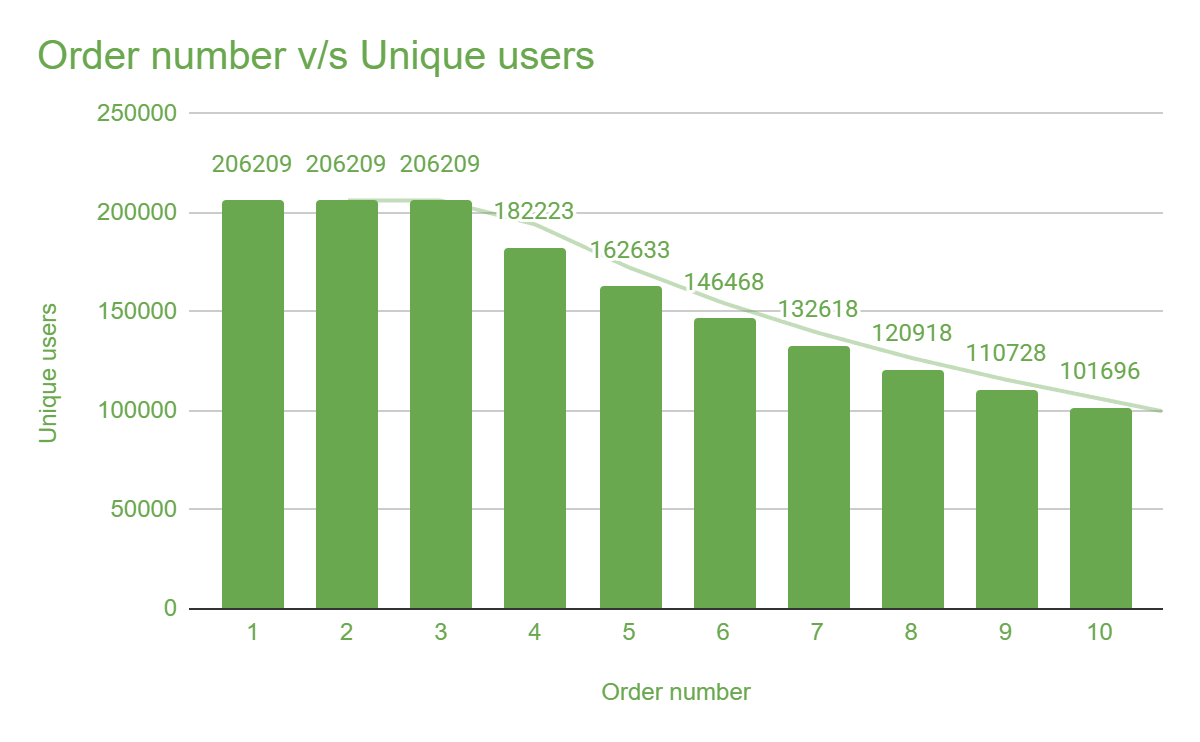 Order number v/s Unique users
250000
200000
150000
100000
50000
0
Unique users
206209 206209 206209 182223 162633 146468 132618 120918 110728 101696
1 2 3 4 5 6 7 8 9 10
Order number